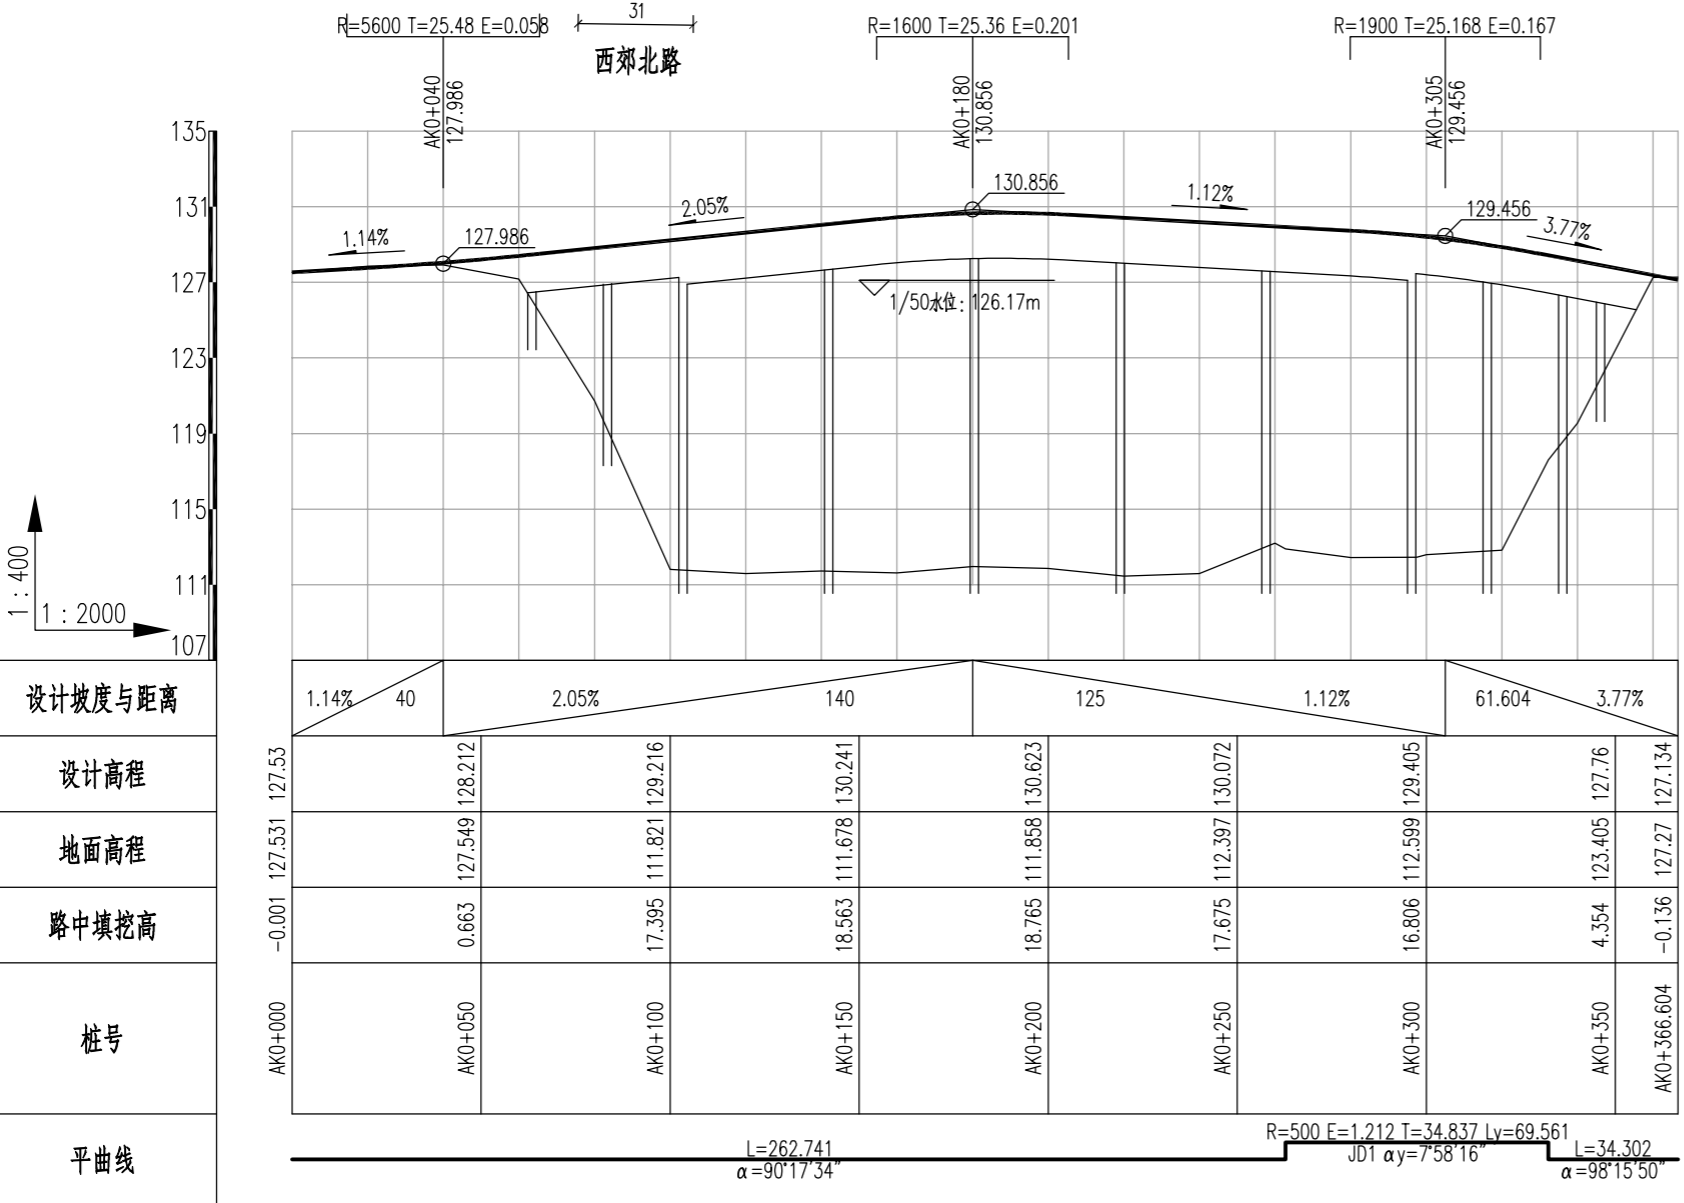 R=5600 T=25.48 E=0.058
31
R=1600 T=25.36 E=0.201
R=1900 T=25.168 E=0.167
西郊北路
AK0+040
127.986
AK0+180
130.856
AK0+305
129.456
135
131
127
123
119
115
111
107
1.14%
127.986
2.05%
130.856
1.12%
129.456
3.77%
1/50水位: 126.17m
1 : 400
1 : 2000
设计坡度与距离
1.14% 40 2.05% 140 125 1.12% 61.604 3.77%
设计高程
127.53 128.212 129.216 130.241 130.623 130.072 129.405 127.76 127.134
地面高程
127.531 127.549 111.821 111.678 111.858 112.397 112.599 123.405 127.27
路中填挖高
-0.001 0.663 17.395 18.563 18.765 17.675 16.806 4.354 -0.136
桩号
AK0+000 AK0+050 AK0+100 AK0+150 AK0+200 AK0+250 AK0+300 AK0+350 AK0+366.604
平曲线
L=262.741
α=90°17'34"
R=500 E=1.212 T=34.837 Ly=69.561
JD1 αy=7°58'16"
L=34.302
α=98°15'50"